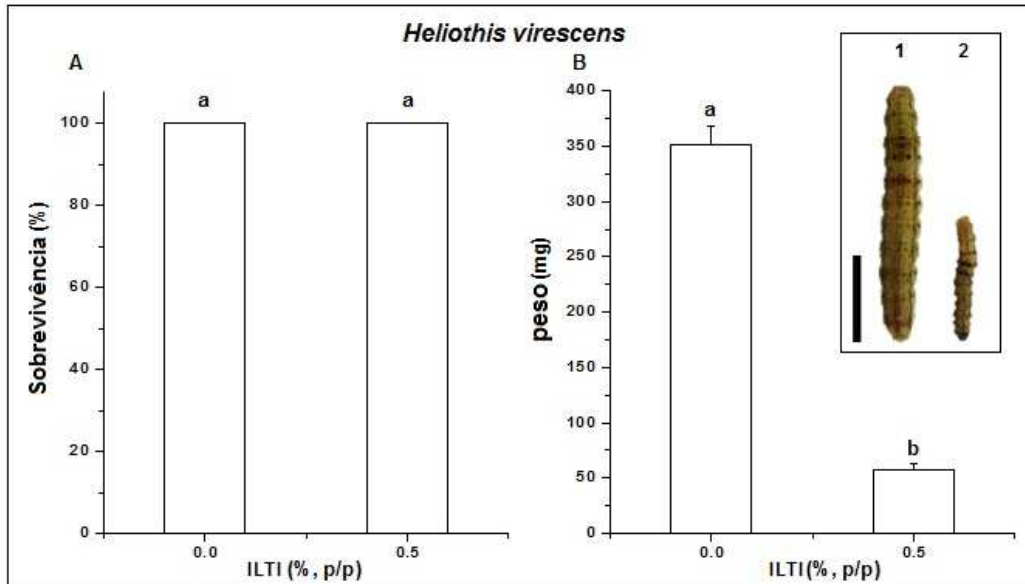 Heliothis virescens
A
a
a
100
80
60
40
20
0
Sobrevivência (%)
0.0
0.5
ILTI (%, p/p)
B
a
b
400
350
300
250
200
150
100
50
0
peso (mg)
0.0
0.5
ILTI (%, p/p)
1 2